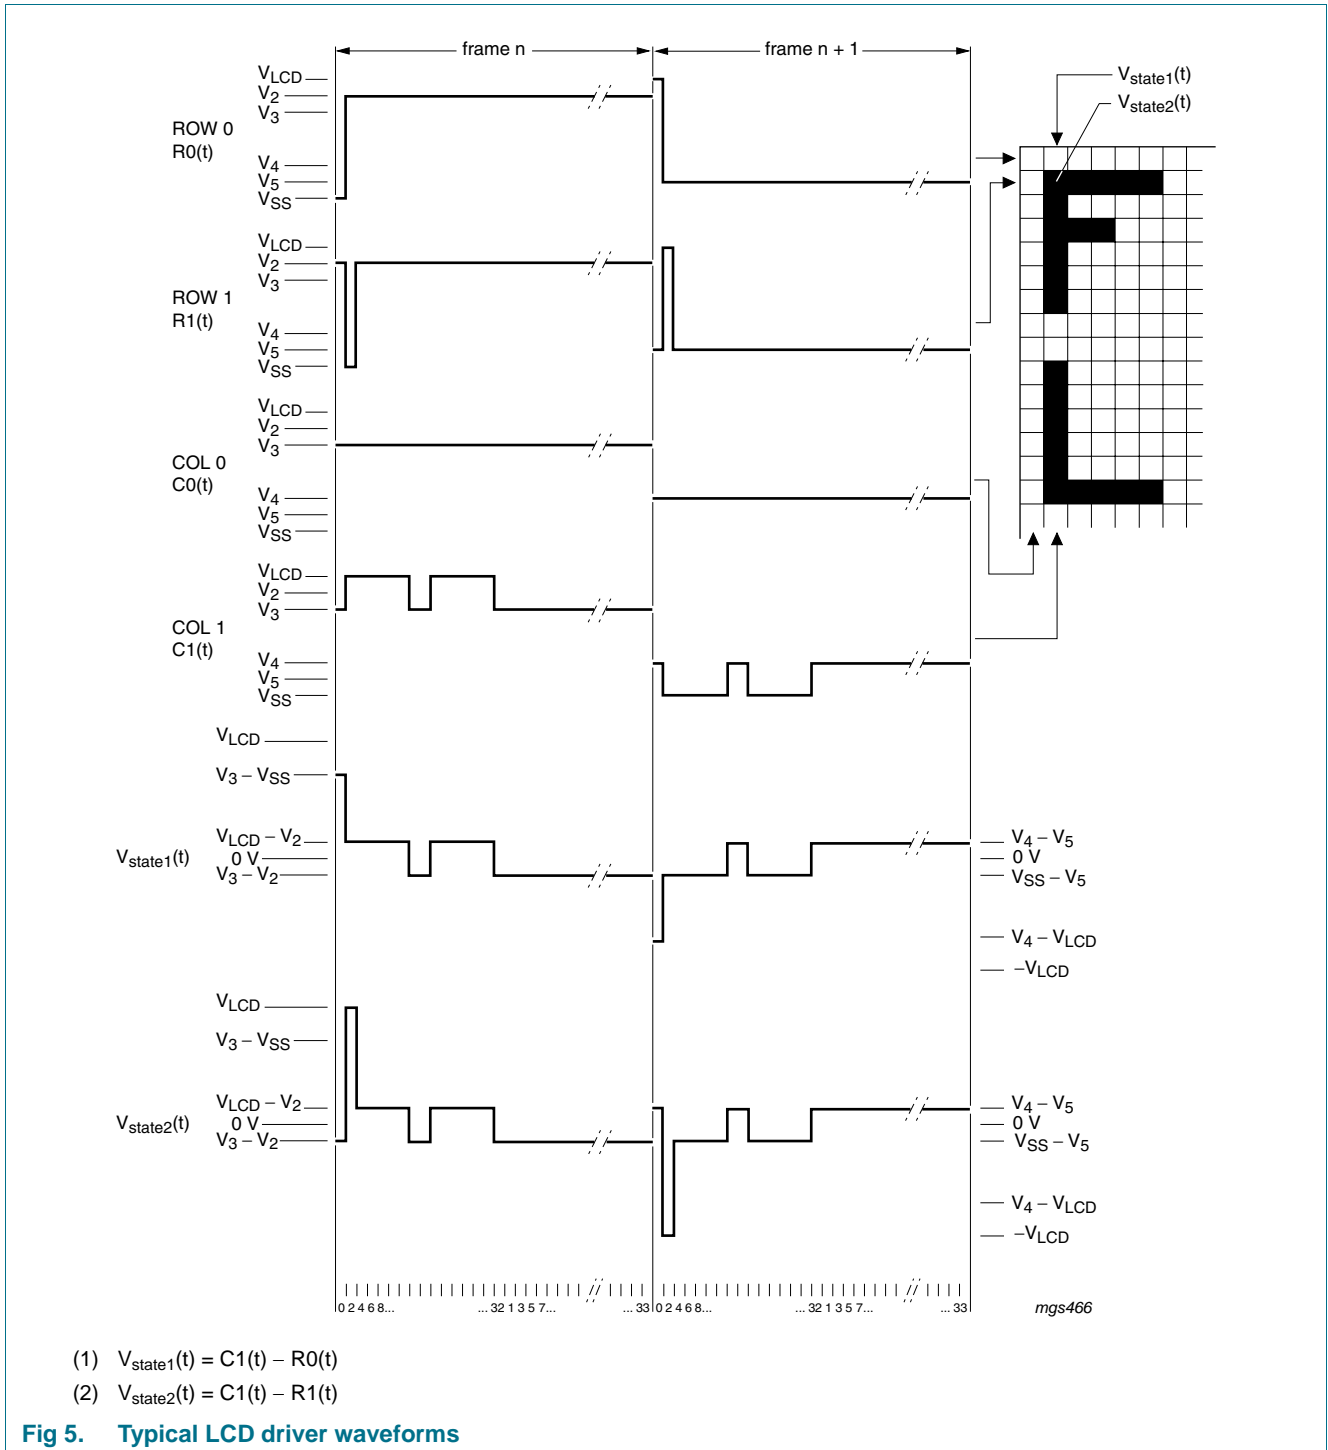 frame n
frame n + 1
VLCD
V2
V3
ROW 0
R0(t)
V4
V5
VSS
Vstate1(t)
Vstate2(t)
VLCD
V2
V3
ROW 1
R1(t)
V4
V5
VSS
VLCD
V2
V3
COL 0
C0(t)
V4
V5
VSS
VLCD
V2
V3
COL 1
C1(t)
V4
V5
VSS
VLCD
V3 − VSS
VLCD − V2
Vstate1(t)
0 V
V3 − V2
V4 − V5
0 V
VSS − V5
V4 − VLCD
−VLCD
VLCD
V3 − VSS
VLCD − V2
Vstate2(t)
0 V
V3 − V2
V4 − V5
0 V
VSS − V5
V4 − VLCD
−VLCD
0 2 4 6 8... ... 32 1 3 5 7... ... 33 0 2 4 6 8... ... 32 1 3 5 7... ... 33
mgs466
(1) Vstate1(t) = C1(t) − R0(t)
(2) Vstate2(t) = C1(t) − R1(t)
Fig 5. Typical LCD driver waveforms